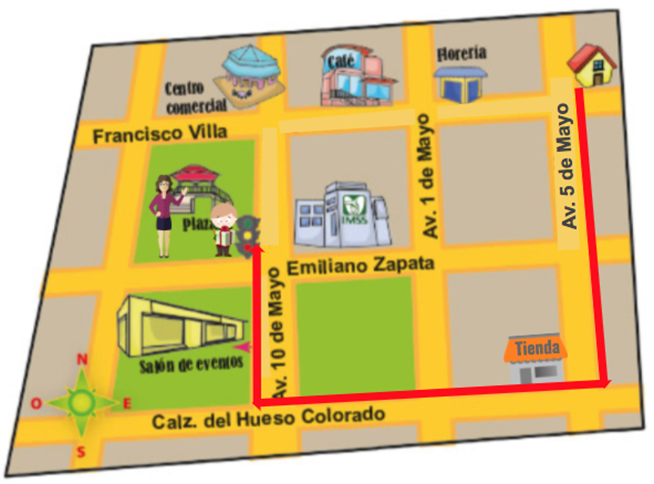 Florería
Café
Centro
comercial
Francisco Villa
Av. 1 de Mayo
Av. 5 de Mayo
Plaza
IMSS
Emiliano Zapata
Av. 10 de Mayo
Tienda
Salón de eventos
N
O
E
S
Calz. del Hueso Colorado